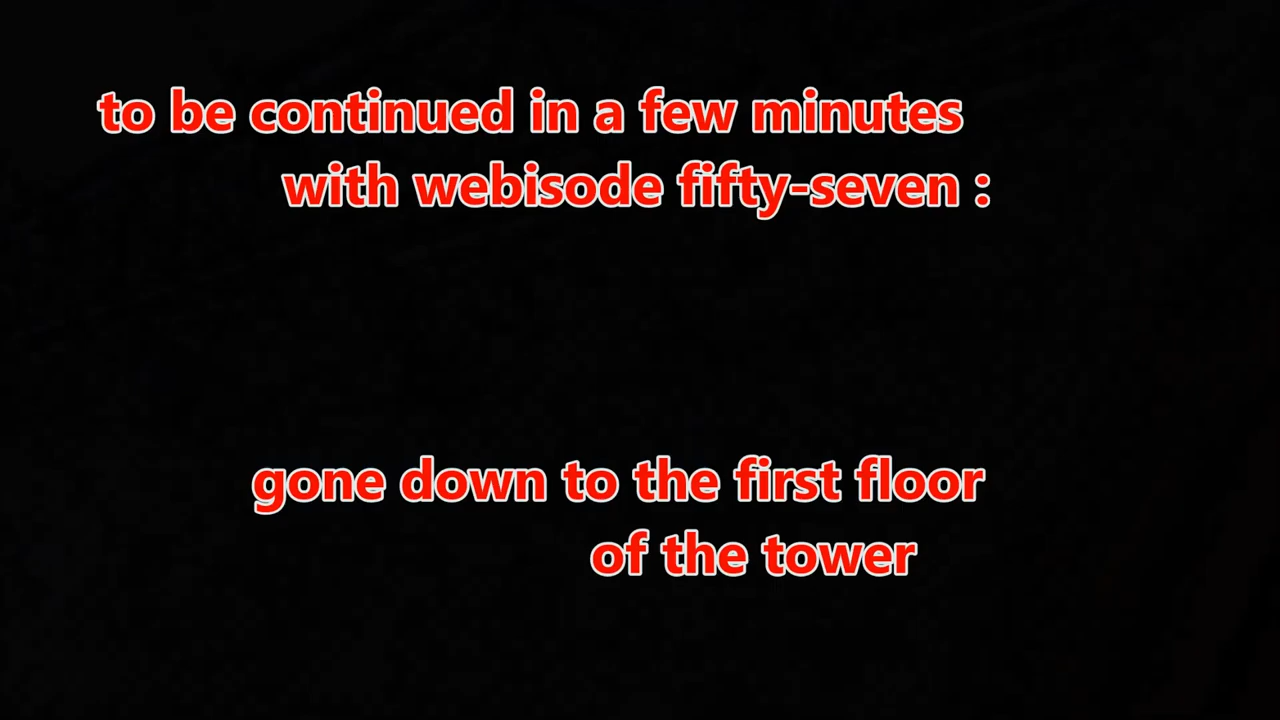 to be continued in a few minutes
with webisode fifty-seven :
gone down to the first floor
of the tower